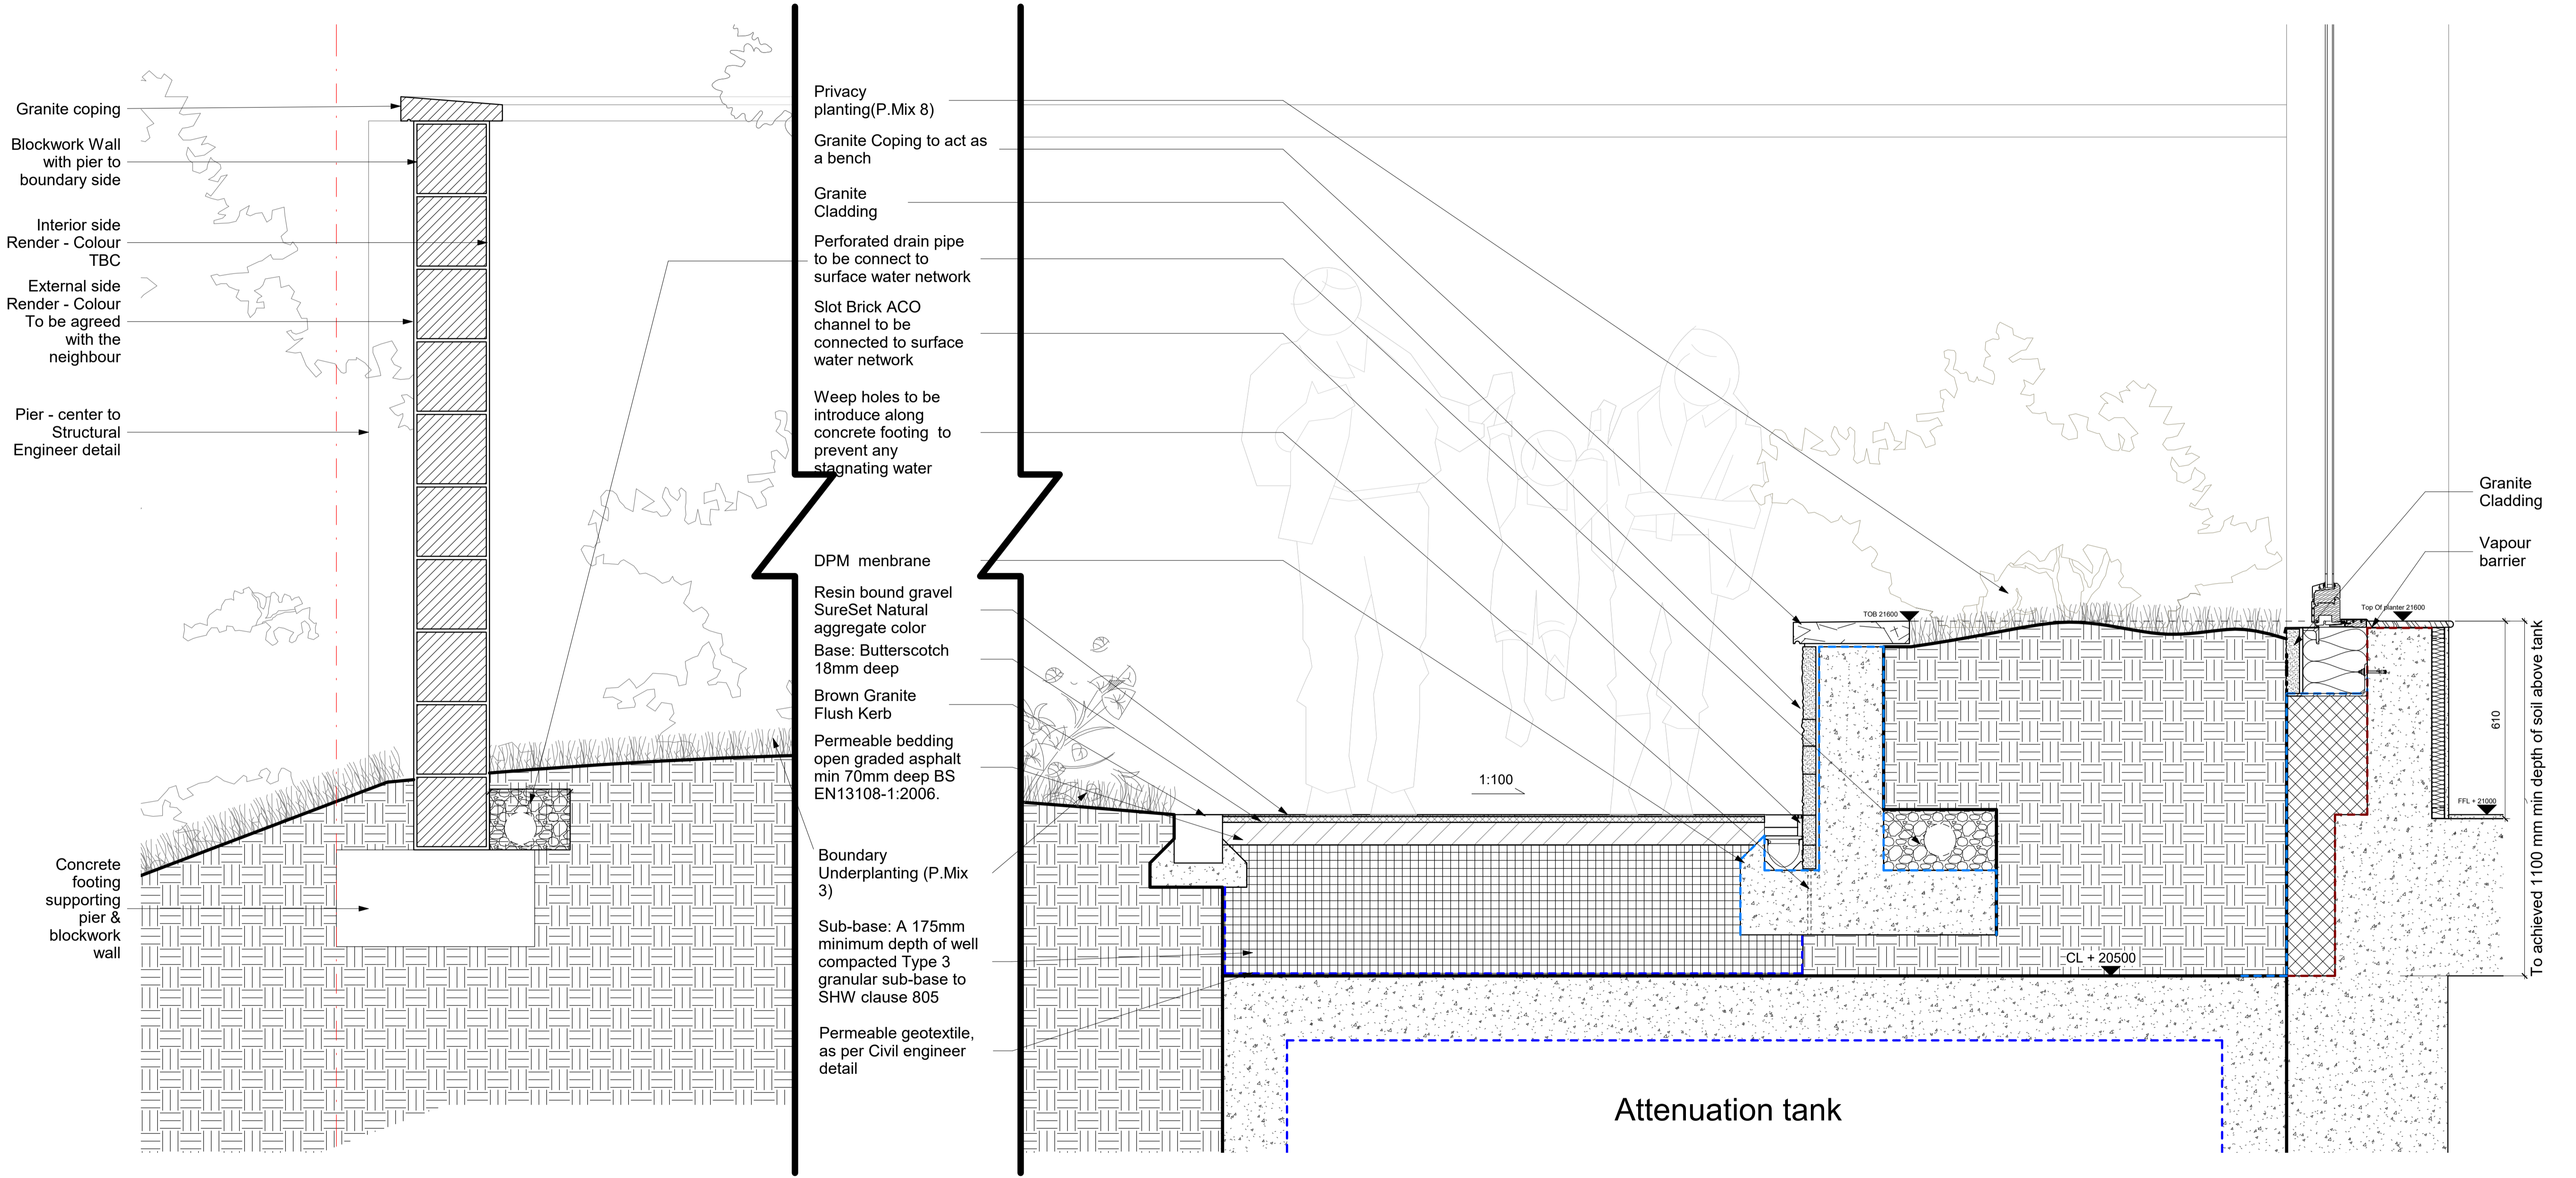 Granite coping
Blockwork Wall
with pier to
boundary side
Interior side
Render - Colour
TBC
External side
Render - Colour
To be agreed
with the
neighbour
Pier - center to
Structural
Engineer detail
Concrete
footing
supporting
pier &
blockwork
wall
Privacy
planting(P.Mix 8)
Granite Coping to act as
a bench
Granite
Cladding
Perforated drain pipe
to be connect to
surface water network
Slot Brick ACO
channel to be
connected to surface
water network
Weep holes to be
introduce along
concrete footing to
prevent any
stagnating water
DPM menbrane
Resin bound gravel
SureSet Natural
aggregate color
Base: Butterscotch
18mm deep
Brown Granite
Flush Kerb
Permeable bedding
open graded asphalt
min 70mm deep BS
EN13108-1:2006.
Boundary
Underplanting (P.Mix
3)
Sub-base: A 175mm
minimum depth of well
compacted Type 3
granular sub-base to
SHW clause 805
Permeable geotextile,
as per Civil engineer
detail
1:100
TOB 21600
CL + 20500
Attenuation tank
Granite
Cladding
Vapour
barrier
Top Of planter 21600
610
FFL + 21000
To achieved 1100 mm min depth of soil above tank